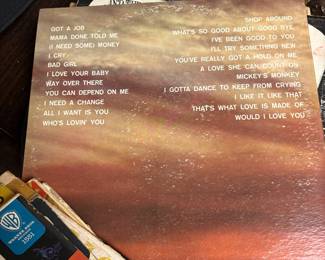 GOT A JOB
MAMA DONE TOLD ME
(I NEED SOME) MONEY
I CRY
BAD GIRL
I LOVE YOUR BABY
WAY OVER THERE
YOU CAN DEPEND ON ME
I NEED A CHANGE
ALL I WANT IS YOU
WHO'S LOVIN' YOU
SHOP AROUND
WHAT'S SO GOOD ABOUT GOOD BYE
I'VE BEEN GOOD TO YOU
I'LL TRY SOMETHING NEW
YOU'VE REALLY GOT A HOLD ON ME
A LOVE SHE CAN COUNT ON
MICKEY'S MONKEY
I GOTTA DANCE TO KEEP FROM CRYING
I LIKE IT LIKE THAT
THAT'S WHAT LOVE IS MADE OF
WOULD I LOVE YOU
WB